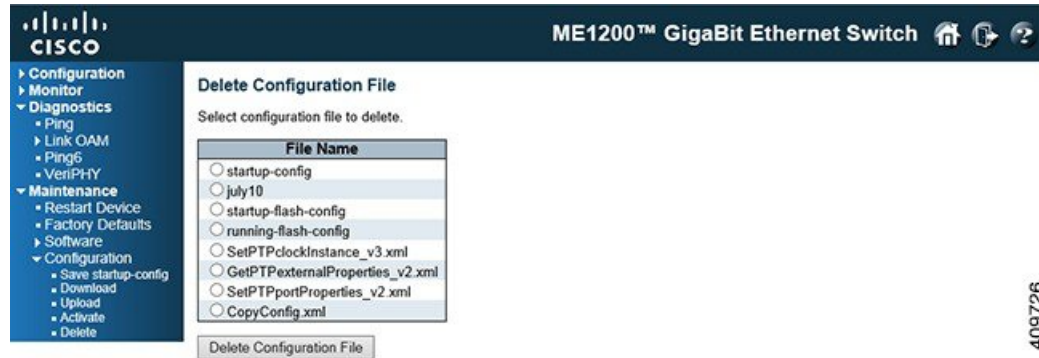 CISCO
ME1200™ GigaBit Ethernet Switch
Configuration
Monitor
Diagnostics
Ping
Link OAM
Ping6
VeriPHY
Maintenance
Restart Device
Factory Defaults
Software
Configuration
Save startup-config
Download
Upload
Activate
Delete
Delete Configuration File
Select configuration file to delete.
File Name
startup-config
july10
startup-flash-config
running-flash-config
SetPTPclockInstance_v3.xml
GetPTPexternalProperties_v2.xml
SetPTPportProperties_v2.xml
CopyConfig.xml
Delete Configuration File
409726